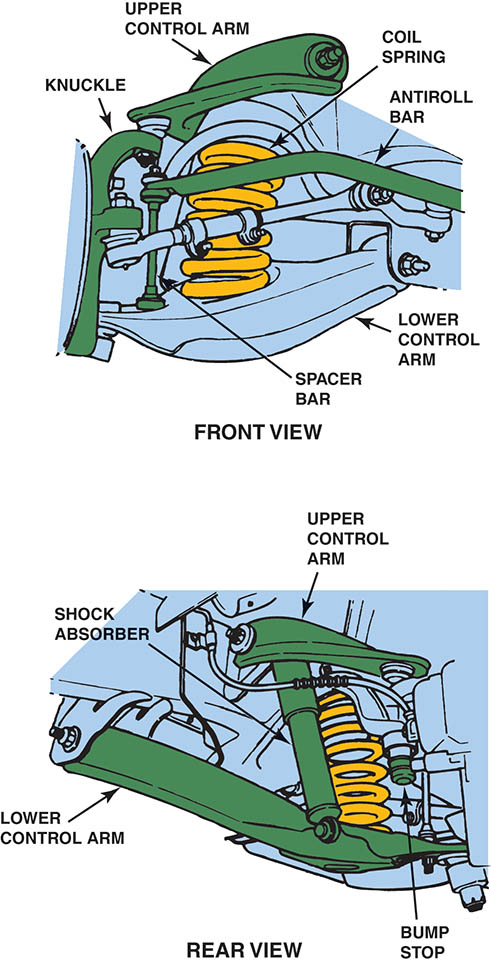 UPPER
CONTROL ARM
COIL
SPRING
KNUCKLE
ANTIROLL
BAR
LOWER
CONTROL
ARM
SPACER
BAR
FRONT VIEW
UPPER
CONTROL
ARM
SHOCK
ABSORBER
LOWER
CONTROL ARM
BUMP
STOP
REAR VIEW